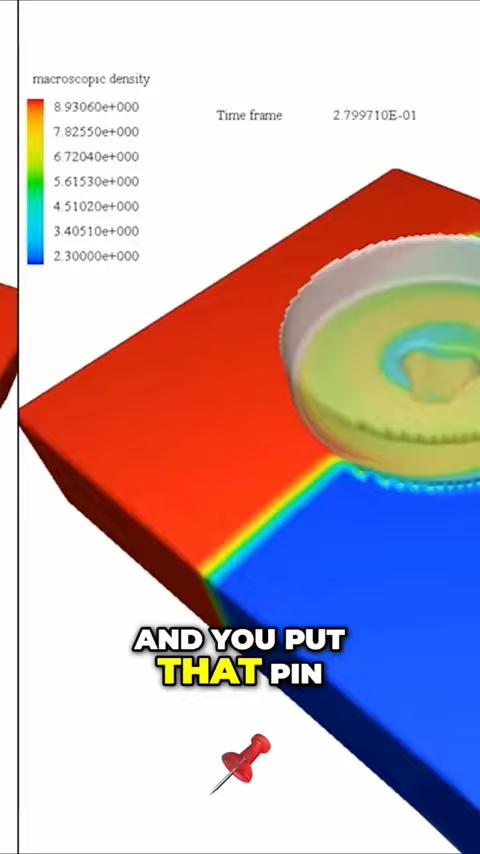 macroscopic density
8.93060e+000
7.82550e+000
6.72040e+000
5.61530e+000
4.51020e+000
3.40510e+000
2.30000e+000
Time frame 2.799710E-01
AND YOU PUT
THAT PIN